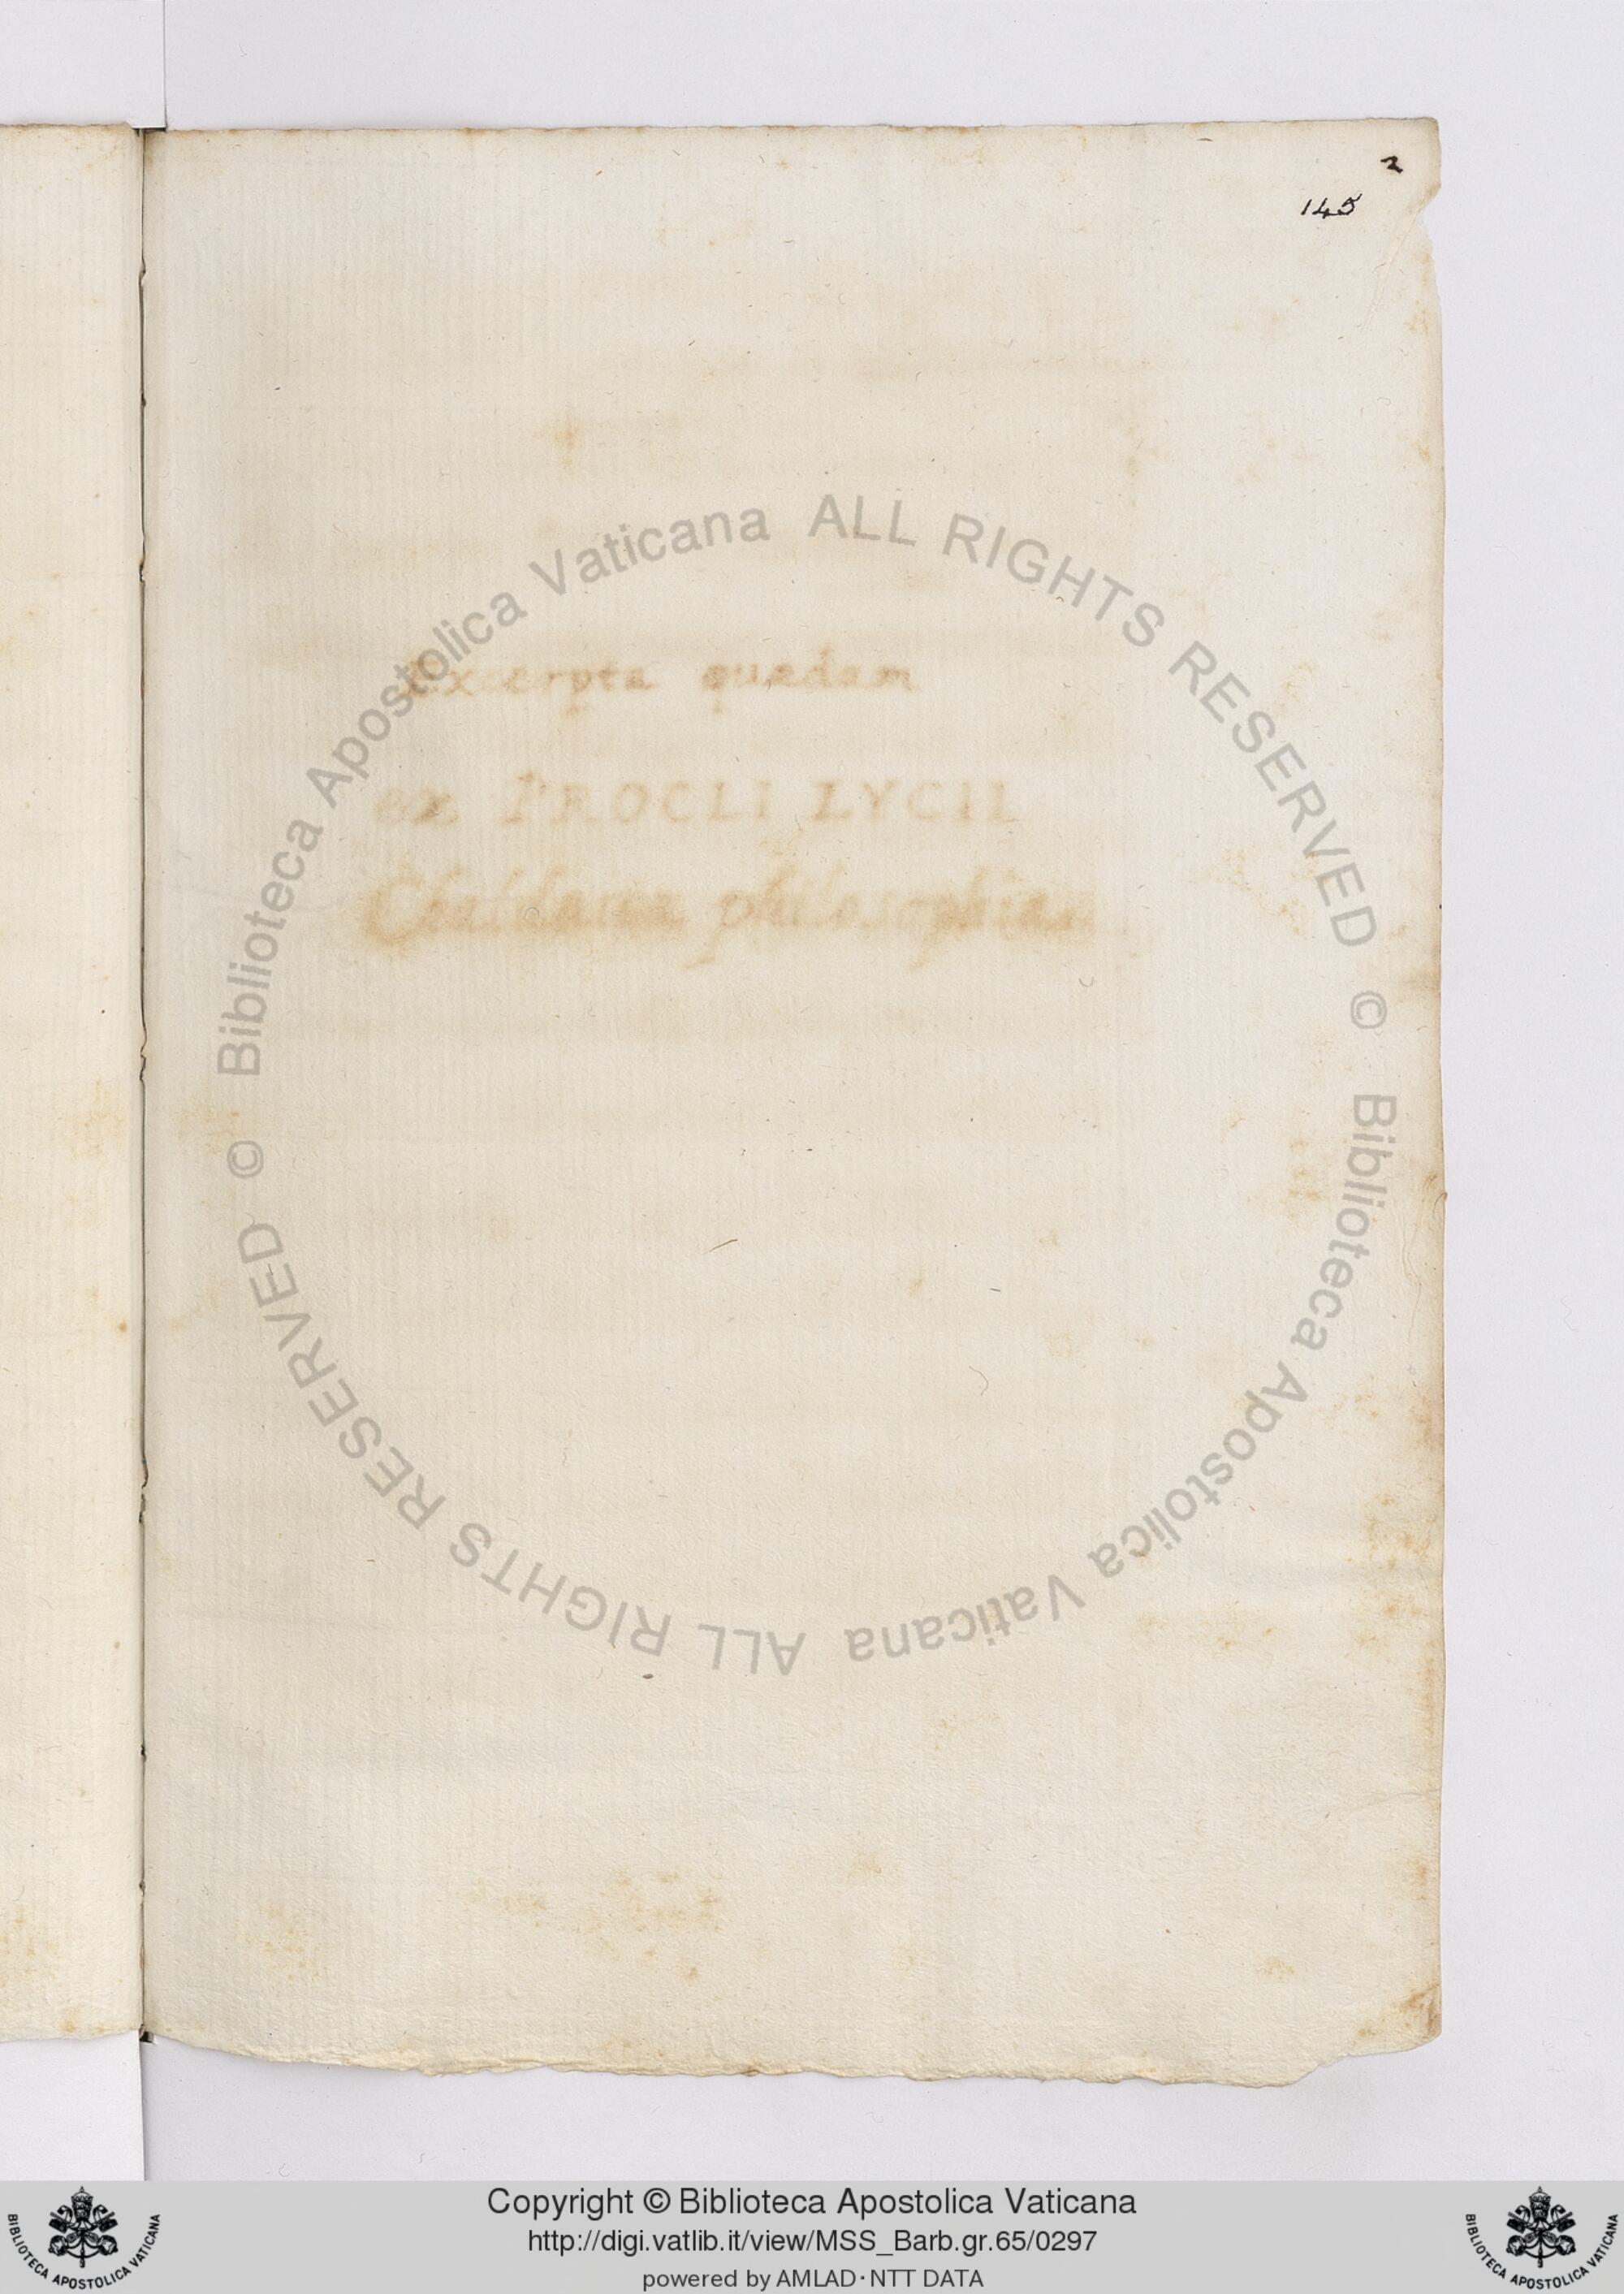 2
145
Excerpta quædam
ex PROCLI LYCII
Chaldaica philosophia
© Biblioteca Apostolica Vaticana ALL RIGHTS RESERVED © Biblioteca Apostolica Vaticana ALL RIGHTS RESERVED
Copyright © Biblioteca Apostolica Vaticana
http://digi.vatlib.it/view/MSS_Barb.gr.65/0297
powered by AMLAD・NTT DATA
BIBLIOTECA APOSTOLICA VATICANA
BIBLIOTECA APOSTOLICA VATICANA